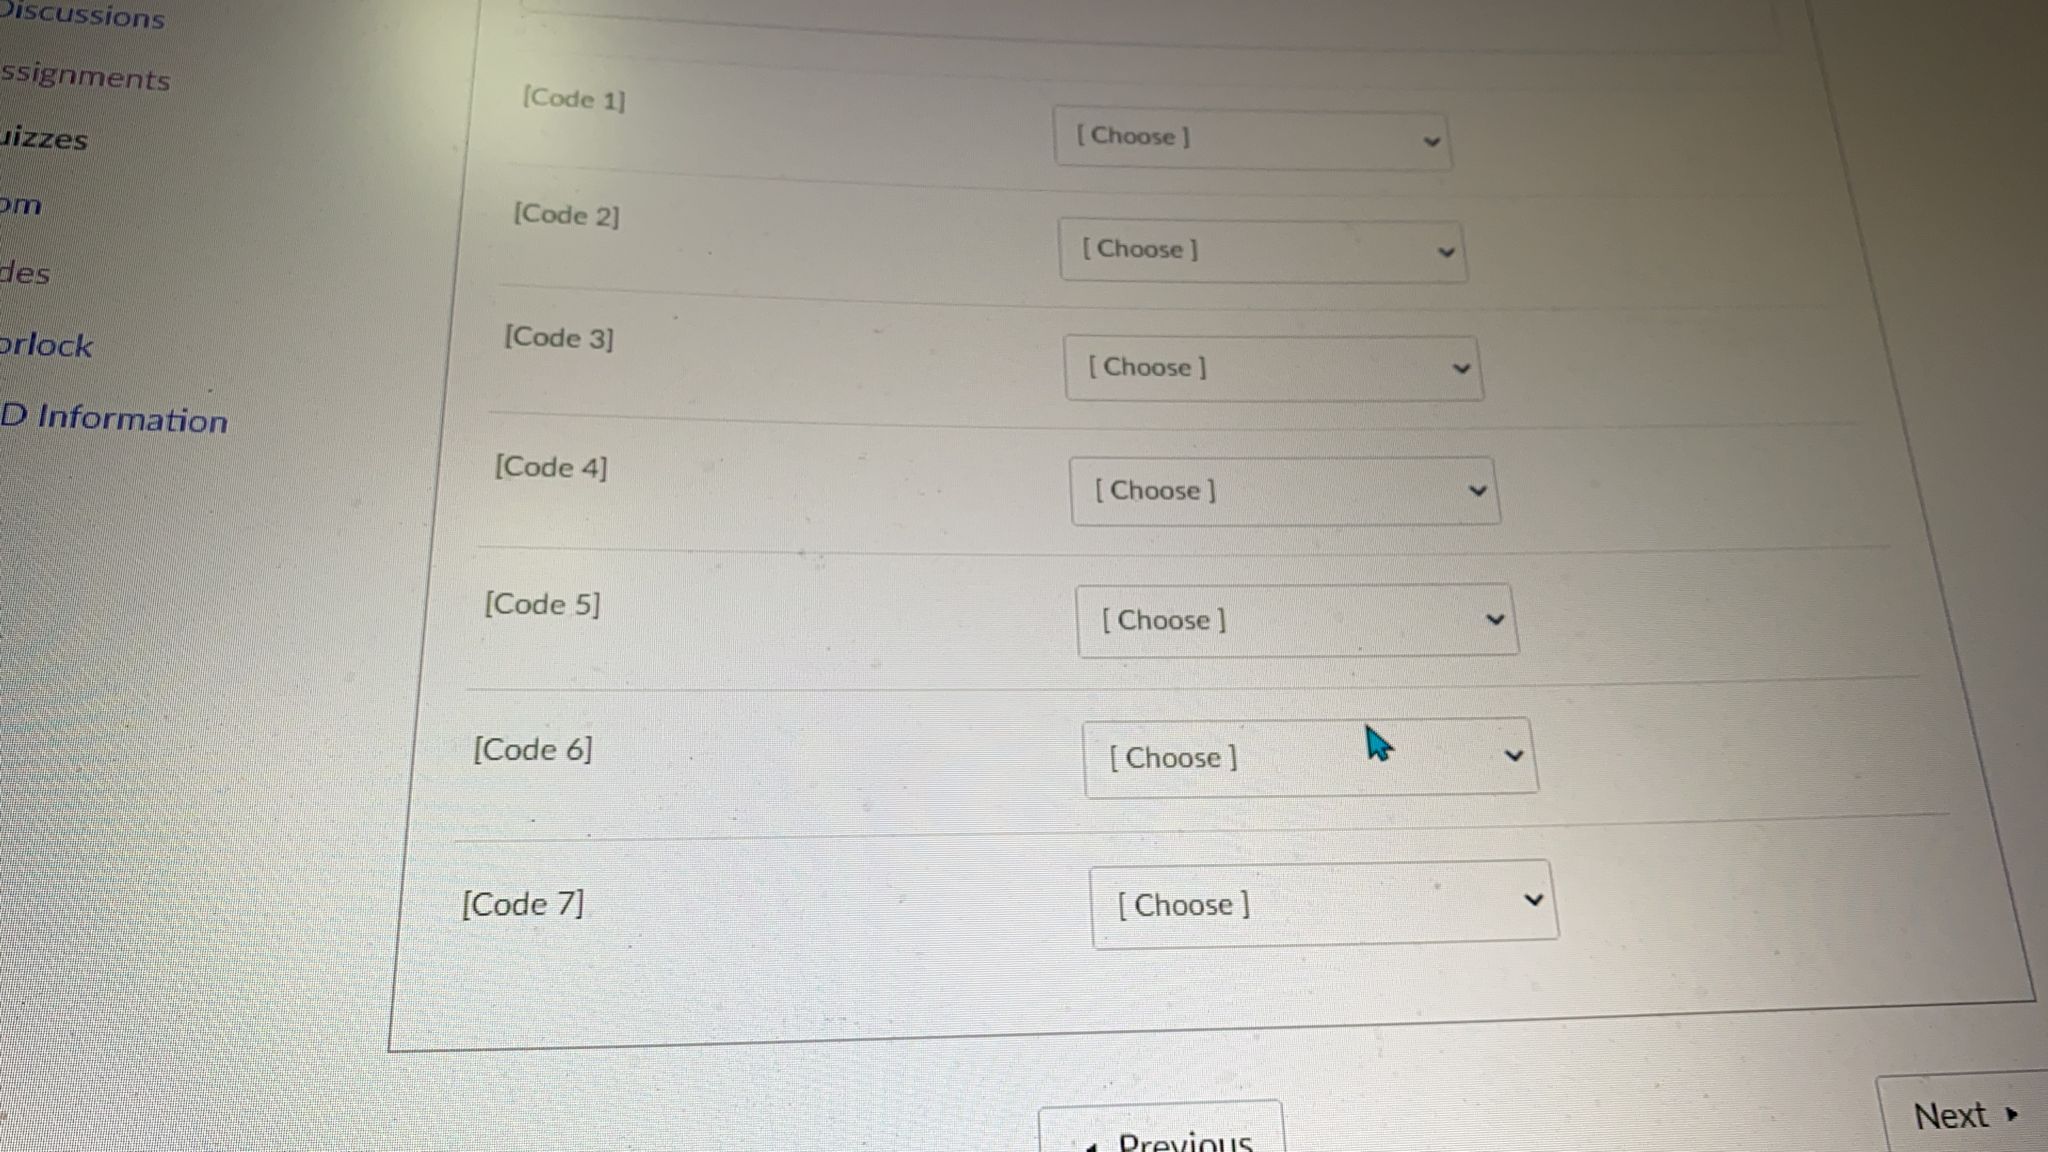 Discussions
ssignments
uizzes
om
des
orlock
D Information
[Code 1]
[ Choose ]
[Code 2]
[ Choose ]
[Code 3]
[ Choose ]
[Code 4]
[ Choose ]
[Code 5]
[ Choose ]
[Code 6]
[ Choose ]
[Code 7]
[ Choose ]
Previous
Next